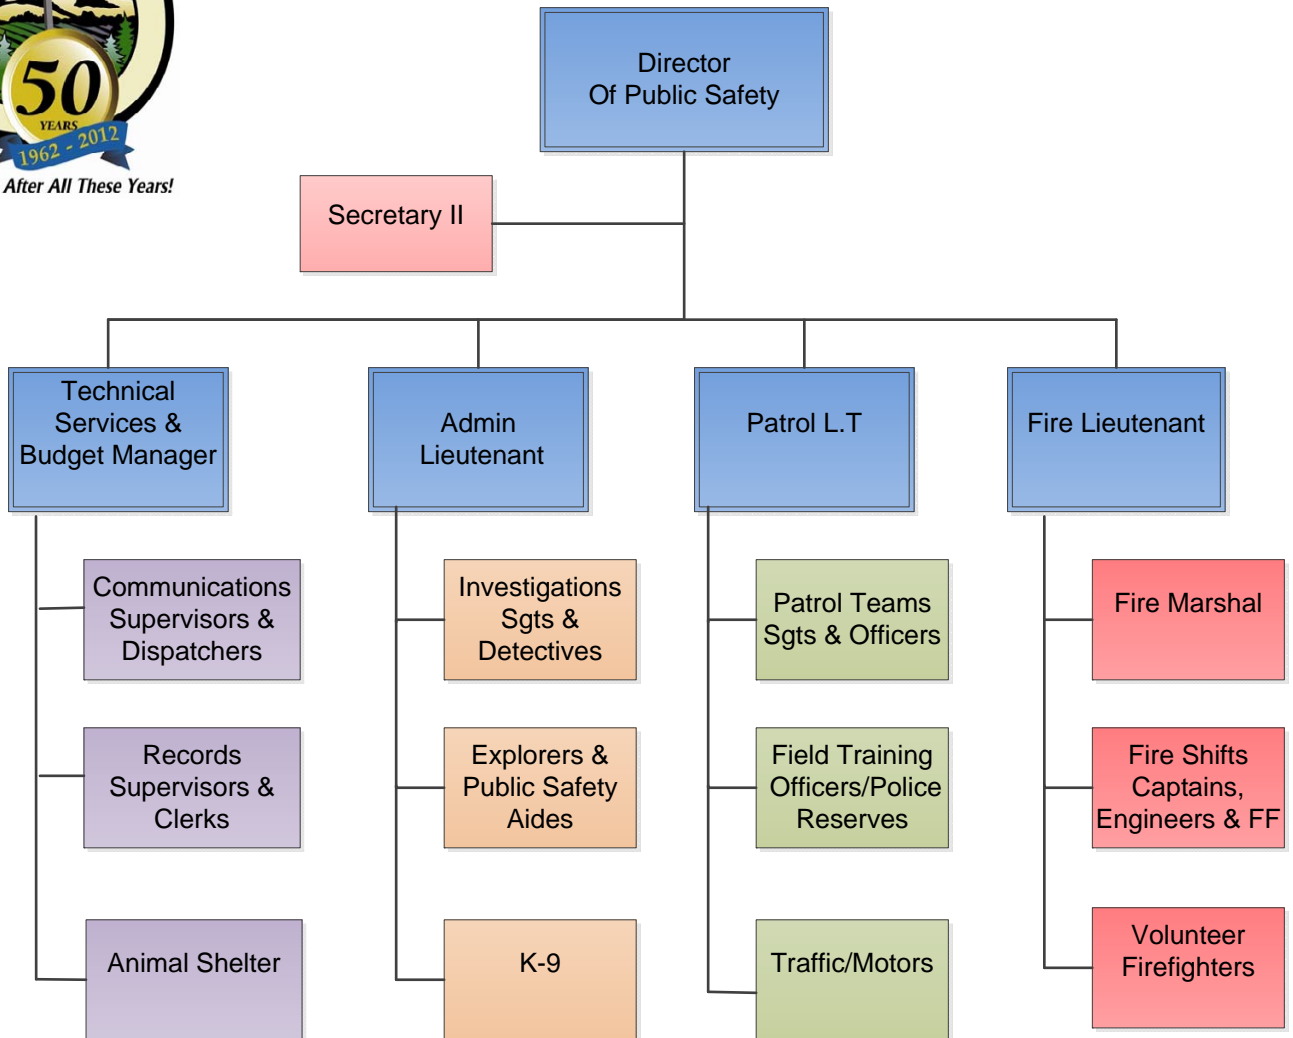 50
YEARS
1962 - 2012
After All These Years!
Director
Of Public Safety
Secretary II
Technical
Services &
Budget Manager
Admin
Lieutenant
Patrol L.T
Fire Lieutenant
Communications
Supervisors &
Dispatchers
Investigations
Sgts &
Detectives
Patrol Teams
Sgts & Officers
Fire Marshal
Records
Supervisors &
Clerks
Explorers &
Public Safety
Aides
Field Training
Officers/Police
Reserves
Fire Shifts
Captains,
Engineers & FF
Animal Shelter
K-9
Traffic/Motors
Volunteer
Firefighters